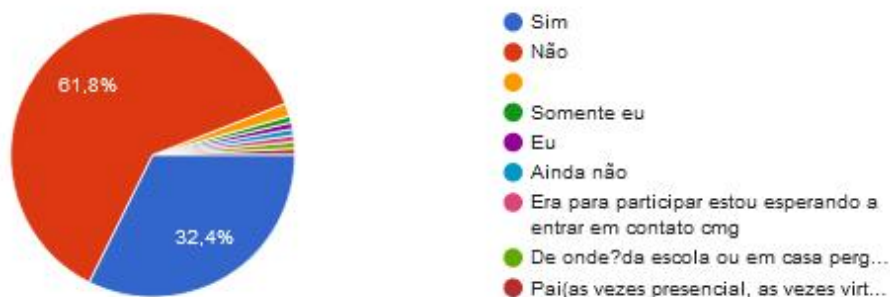 61,8%
32,4%
Sim
Não
Somente eu
Eu
Ainda não
Era para participar estou esperando a
entrar em contato cmg
De onde?da escola ou em casa perg...
Pai(as vezes presencial, as vezes virt...